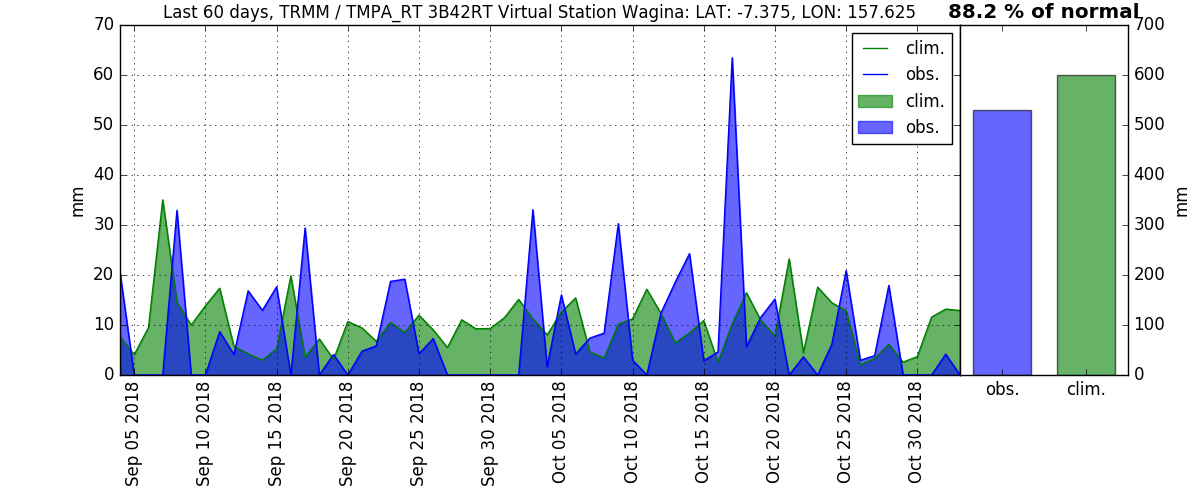 Last 60 days, TRMM / TMPA_RT 3B42RT Virtual Station Wagina: LAT: -7.375, LON: 157.625
88.2 % of normal
70
60
50
40
30
20
10
0
mm
clim.
obs.
clim.
obs.
Sep 05 2018
Sep 10 2018
Sep 15 2018
Sep 20 2018
Sep 25 2018
Sep 30 2018
Oct 05 2018
Oct 10 2018
Oct 15 2018
Oct 20 2018
Oct 25 2018
Oct 30 2018
700
600
500
400
300
200
100
0
mm
obs.
clim.